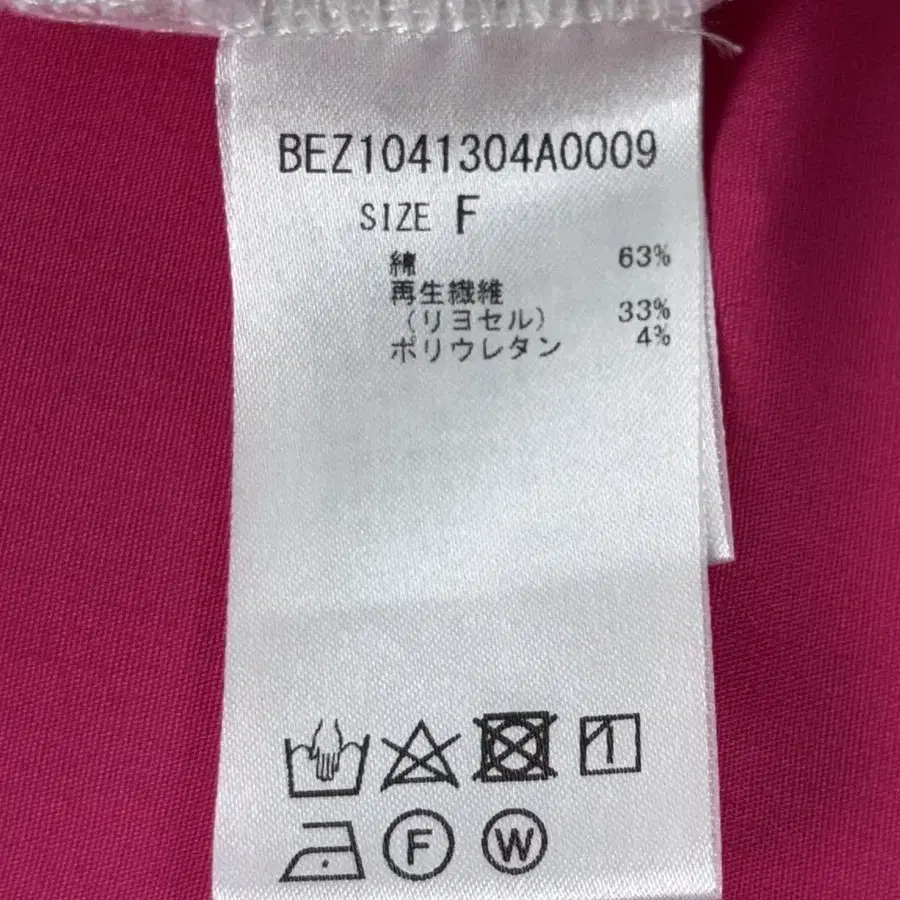 BEZ1041304A0009
SIZE F
綿 63%
再生繊維
(リヨセル) 33%
ポリウレタン 4%
F W